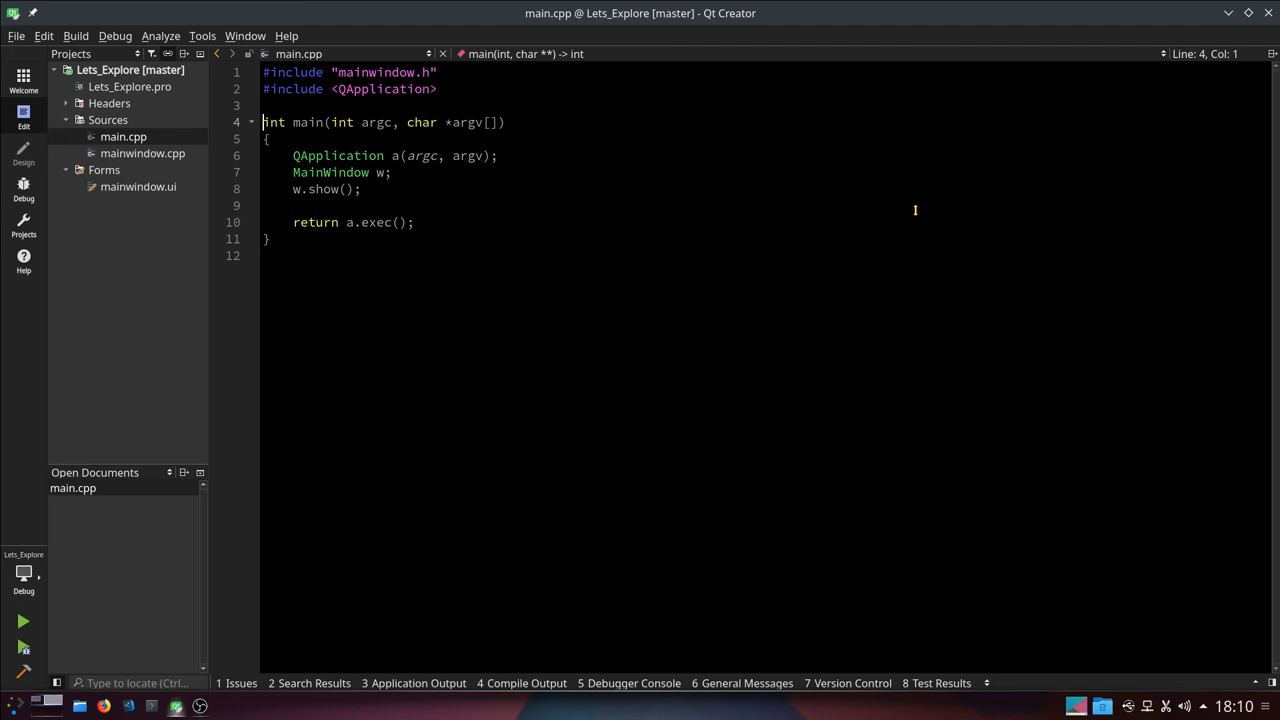 main.cpp @ Lets_Explore [master] - Qt Creator
File Edit Build Debug Analyze Tools Window Help
Projects
main.cpp
main(int, char **) -> int
Line: 4, Col: 1
Welcome
Edit
Design
Debug
Projects
Help
Lets_Explore [master]
Lets_Explore.pro
Headers
Sources
main.cpp
mainwindow.cpp
Forms
mainwindow.ui
1 #include "mainwindow.h"
2 #include <QApplication>
3
4 int main(int argc, char *argv[])
5 {
6 QApplication a(argc, argv);
7 MainWindow w;
8 w.show();
9
10 return a.exec();
11 }
12
Open Documents
main.cpp
Lets_Explore
Debug
Type to locate (Ctrl...
1 Issues 2 Search Results 3 Application Output 4 Compile Output 5 Debugger Console 6 General Messages 7 Version Control 8 Test Results
18:10